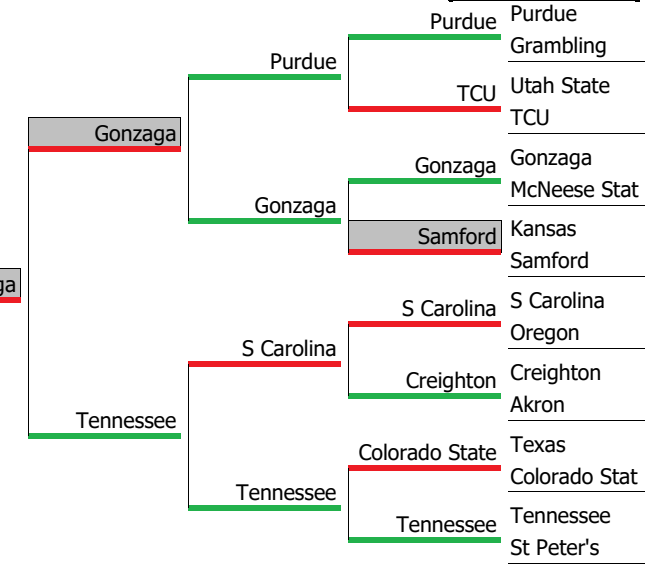 Purdue
Purdue
Grambling
Purdue
TCU
Utah State
TCU
Gonzaga
Gonzaga
Gonzaga
McNeese Stat
Gonzaga
Samford
Kansas
Samford
ga
S Carolina
S Carolina
Oregon
S Carolina
Creighton
Creighton
Akron
Tennessee
Colorado State
Texas
Colorado Stat
Tennessee
Tennessee
Tennessee
St Peter's